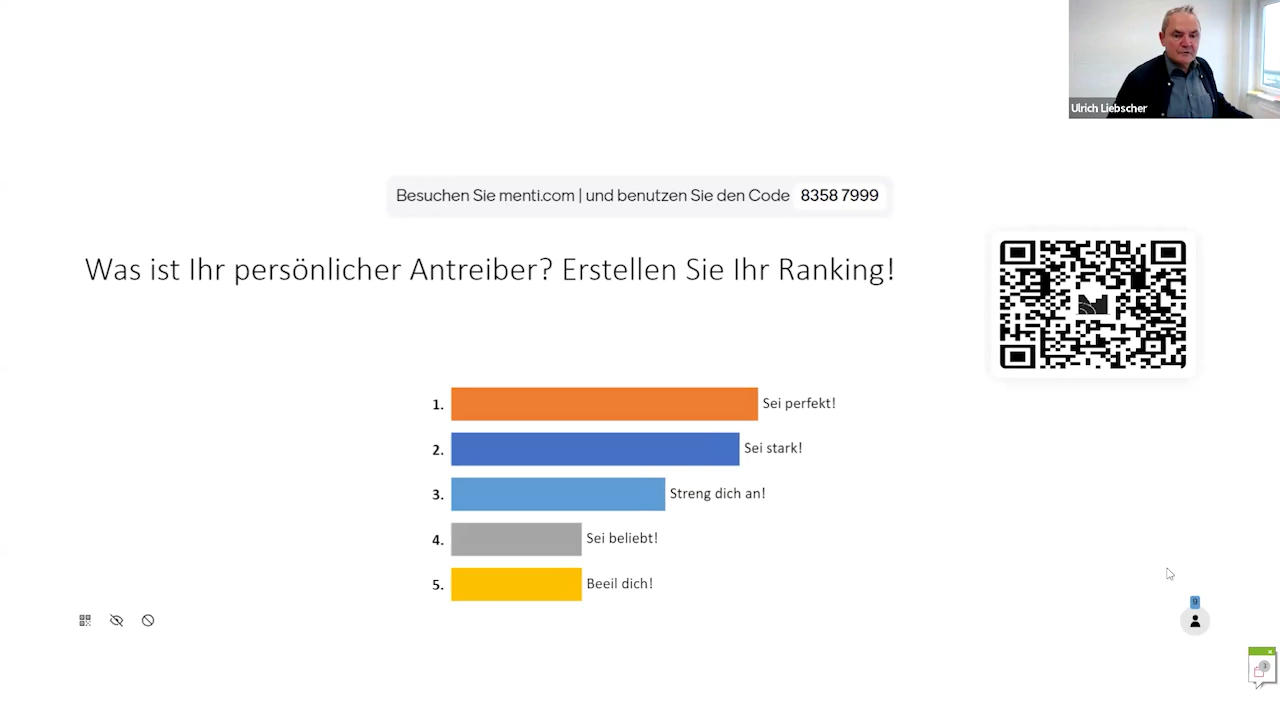 Ulrich Liebscher
Besuchen Sie menti.com | und benutzen Sie den Code 8358 7999
Was ist Ihr persönlicher Antreiber? Erstellen Sie Ihr Ranking!
1. Sei perfekt!
2. Sei stark!
3. Streng dich an!
4. Sei beliebt!
5. Beeil dich!
9
1